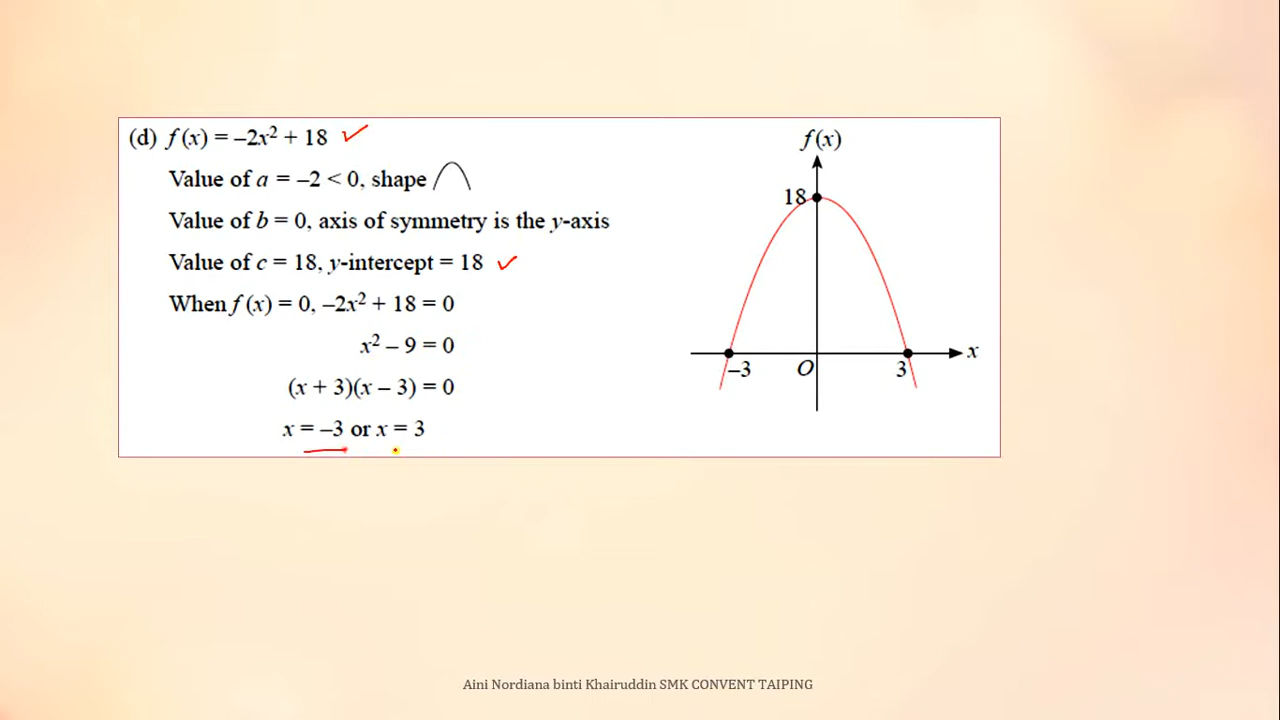 (d) f(x) = –2x² + 18
Value of a = –2 < 0, shape
Value of b = 0, axis of symmetry is the y-axis
Value of c = 18, y-intercept = 18
When f(x) = 0, –2x² + 18 = 0
x² – 9 = 0
(x + 3)(x – 3) = 0
x = –3 or x = 3
f(x)
18
–3
O
3
x
Aini Nordiana binti Khairuddin SMK CONVENT TAIPING